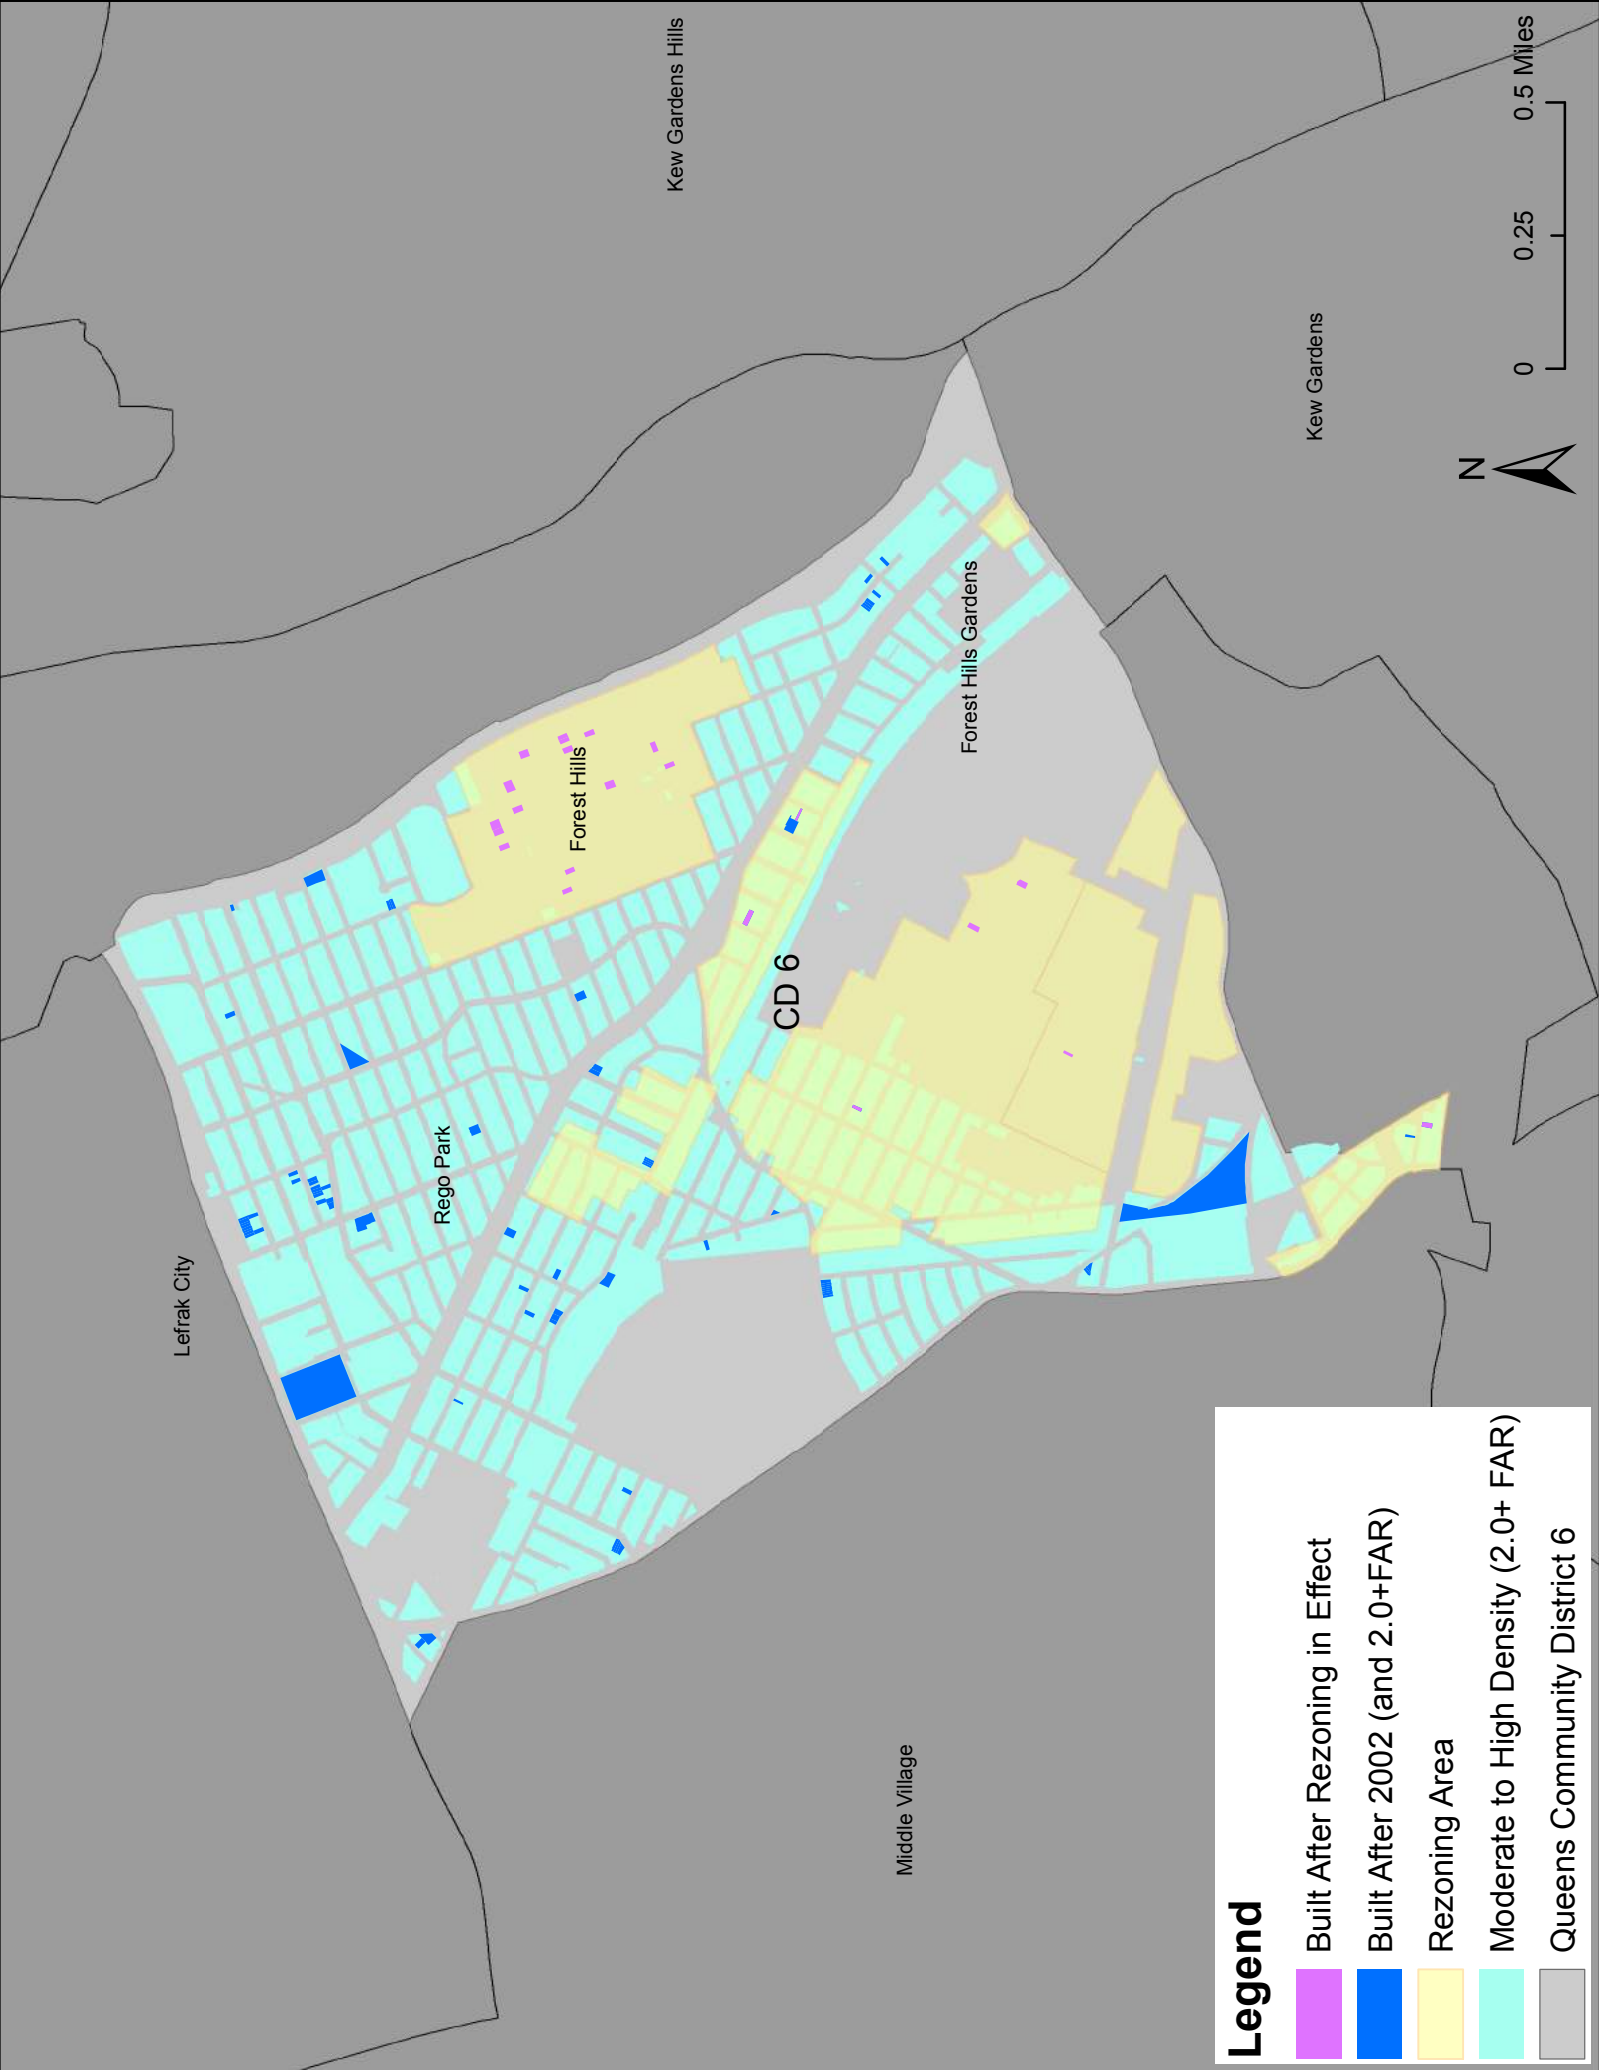 Lefrak City
Rego Park
Forest Hills
Kew Gardens Hills
CD 6
Middle Village
Forest Hills Gardens
Kew Gardens
N
0 0.25 0.5 Miles
Legend
Built After Rezoning in Effect
Built After 2002 (and 2.0+FAR)
Rezoning Area
Moderate to High Density (2.0+ FAR)
Queens Community District 6